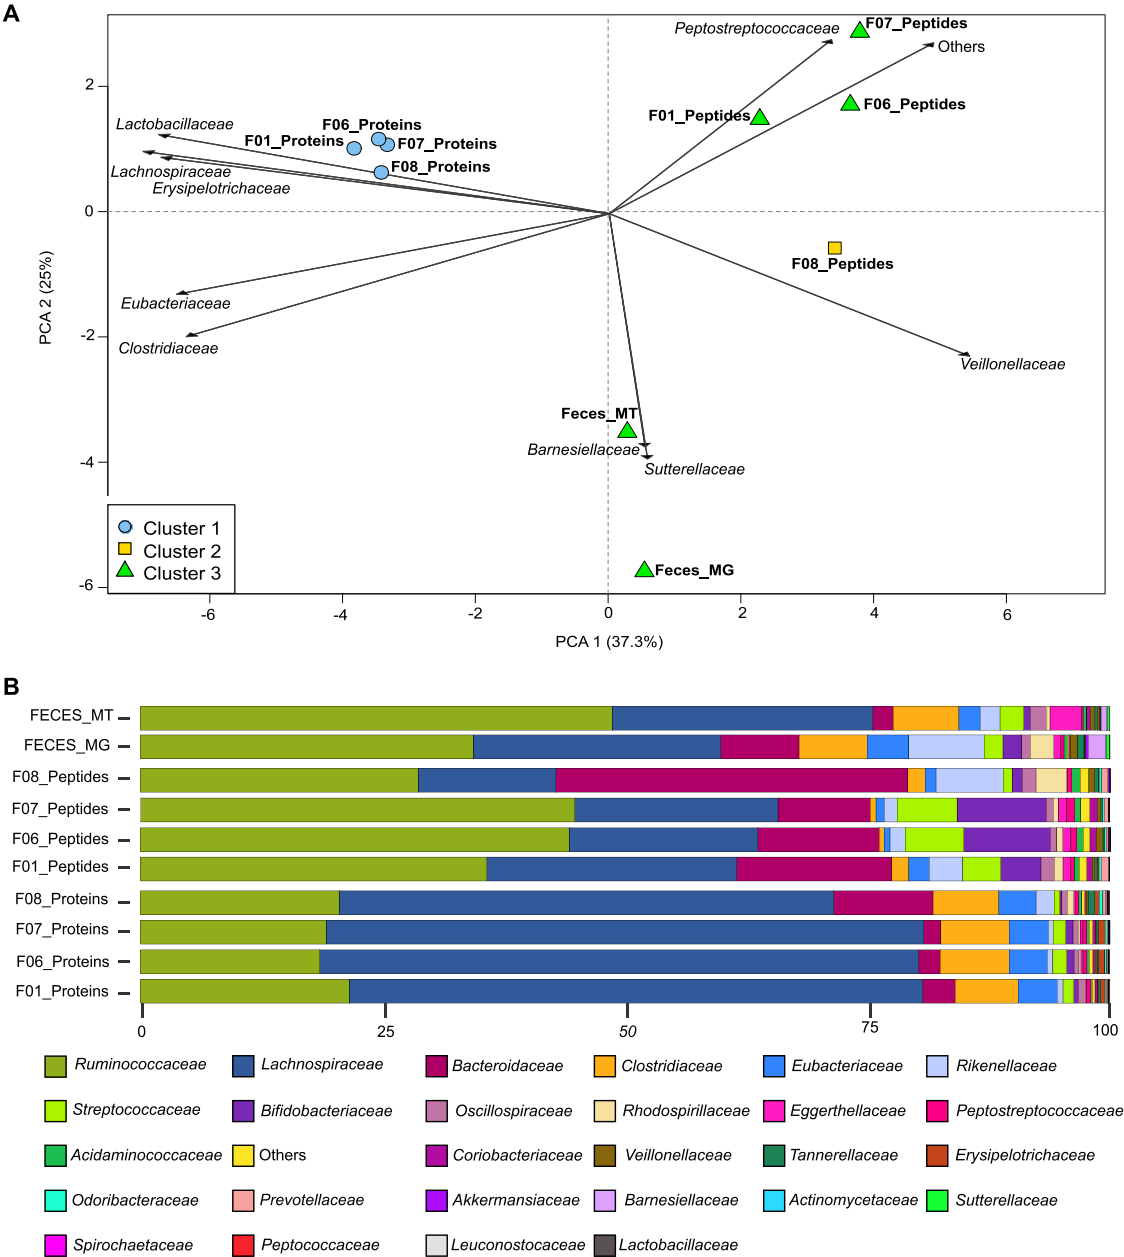 A
Peptostreptococcaceae
F07_Peptides
Others
2
F01_Peptides
F06_Peptides
Lactobacillaceae
F06_Proteins
F01_Proteins
F07_Proteins
F08_Proteins
Lachnospiraceae
Erysipelotrichaceae
0
F08_Peptides
PCA 2 (25%)
Eubacteriaceae
-2
Clostridiaceae
Veillonellaceae
Feces_MT
Barnesiellaceae
-4
Sutterellaceae
Cluster 1
Cluster 2
Cluster 3
Feces_MG
-6
-6 -4 -2 0 2 4 6
PCA 1 (37.3%)
B
FECES_MT
FECES_MG
F08_Peptides
F07_Peptides
F06_Peptides
F01_Peptides
F08_Proteins
F07_Proteins
F06_Proteins
F01_Proteins
0 25 50 75 100
Ruminococcaceae Lachnospiraceae Bacteroidaceae Clostridiaceae Eubacteriaceae Rikenellaceae
Streptococcaceae Bifidobacteriaceae Oscillospiraceae Rhodospirillaceae Eggerthellaceae Peptostreptococcaceae
Acidaminococcaceae Others Coriobacteriaceae Veillonellaceae Tannerellaceae Erysipelotrichaceae
Odoribacteraceae Prevotellaceae Akkermansiaceae Barnesiellaceae Actinomycetaceae Sutterellaceae
Spirochaetaceae Peptococcaceae Leuconostocaceae Lactobacillaceae